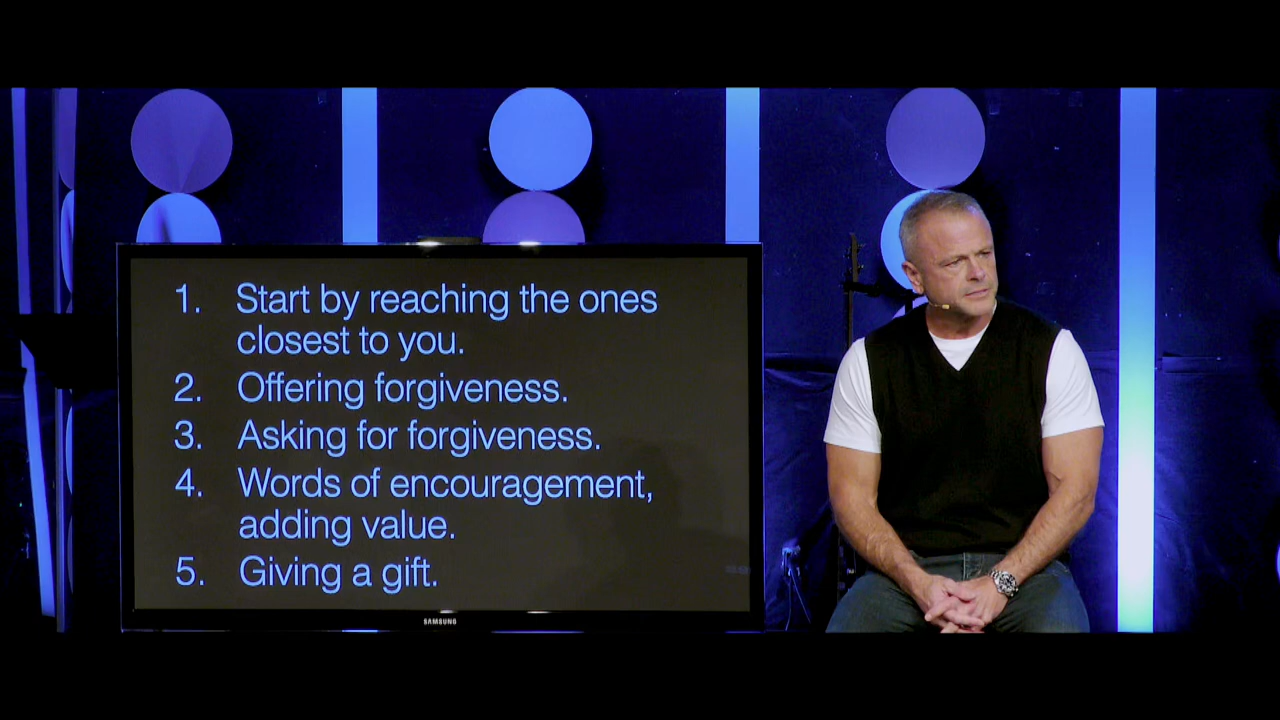 1. Start by reaching the ones
closest to you.
2. Offering forgiveness.
3. Asking for forgiveness.
4. Words of encouragement,
adding value.
5. Giving a gift.
SAMSUNG